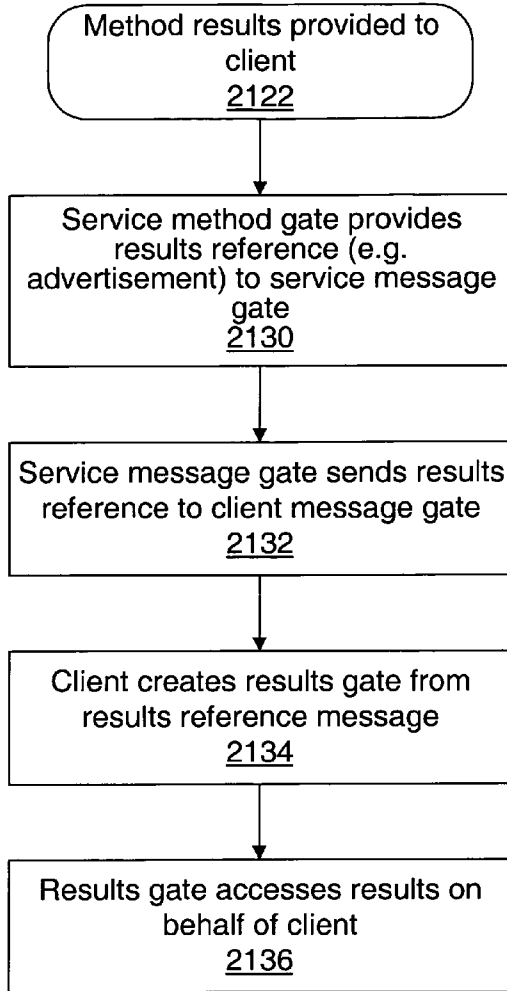 Method results provided to
client
2122
Service method gate provides
results reference (e.g.
advertisement) to service message
gate
2130
Service message gate sends results
reference to client message gate
2132
Client creates results gate from
results reference message
2134
Results gate accesses results on
behalf of client
2136